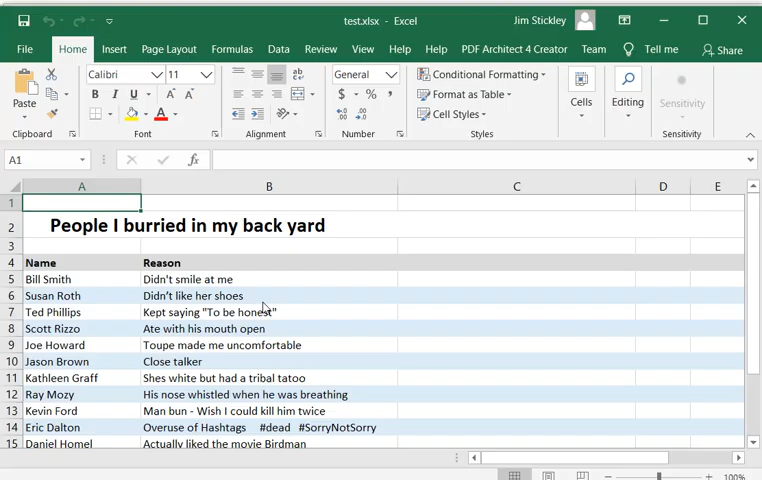 test.xlsx - Excel
Jim Stickley
File Home Insert Page Layout Formulas Data Review View Help Help PDF Architect 4 Creator Team Tell me Share
Paste
Calibri 11
B I U
A A
General
$ % ,
Conditional Formatting
Format as Table
Cell Styles
Cells
Editing
Sensitivity
Clipboard Font Alignment Number Styles Sensitivity
A1 fx
A B C D E
1
2 People I burried in my back yard
3
4 Name Reason
5 Bill Smith Didn't smile at me
6 Susan Roth Didn't like her shoes
7 Ted Phillips Kept saying "To be honest"
8 Scott Rizzo Ate with his mouth open
9 Joe Howard Toupe made me uncomfortable
10 Jason Brown Close talker
11 Kathleen Graff Shes white but had a tribal tatoo
12 Ray Mozy His nose whistled when he was breathing
13 Kevin Ford Man bun - Wish I could kill him twice
14 Eric Dalton Overuse of Hashtags #dead #SorryNotSorry
15 Daniel Homel Actually liked the movie Birdman
100%